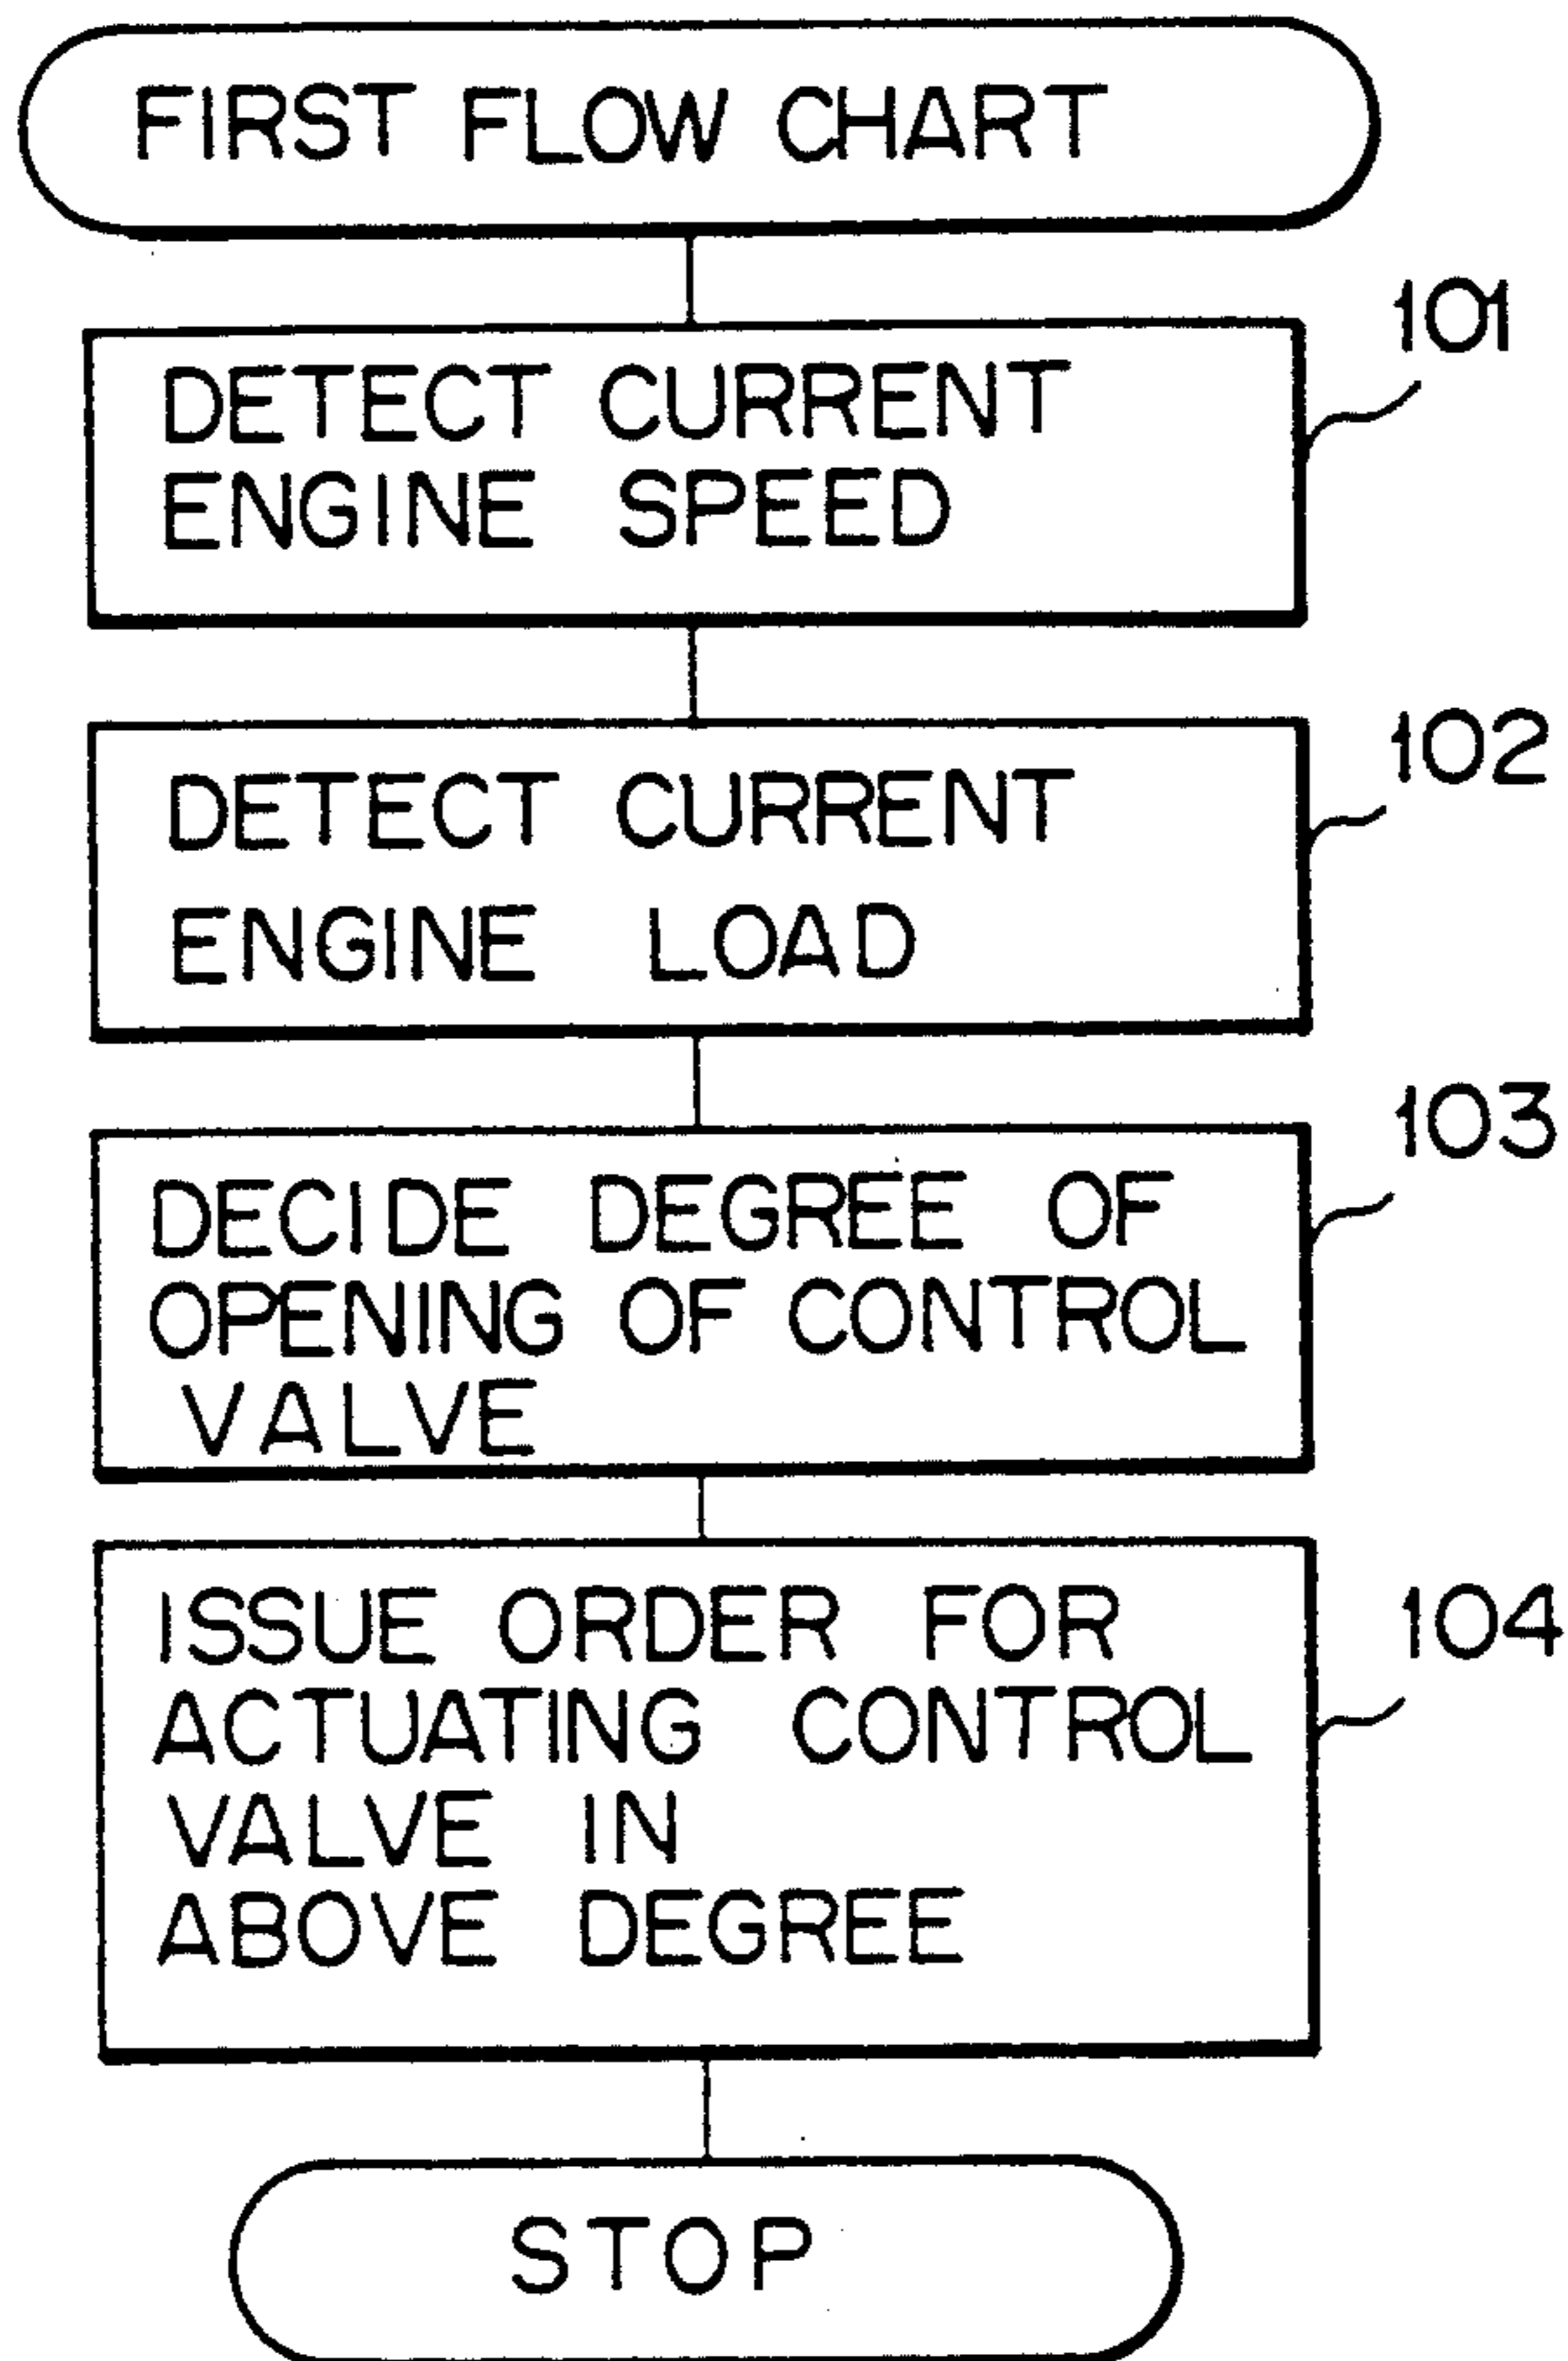 FIRST FLOW CHART
101
DETECT CURRENT
ENGINE SPEED
102
DETECT CURRENT
ENGINE LOAD
103
DECIDE DEGREE OF
OPENING OF CONTROL
VALVE
104
ISSUE ORDER FOR
ACTUATING CONTROL
VALVE IN
ABOVE DEGREE
STOP